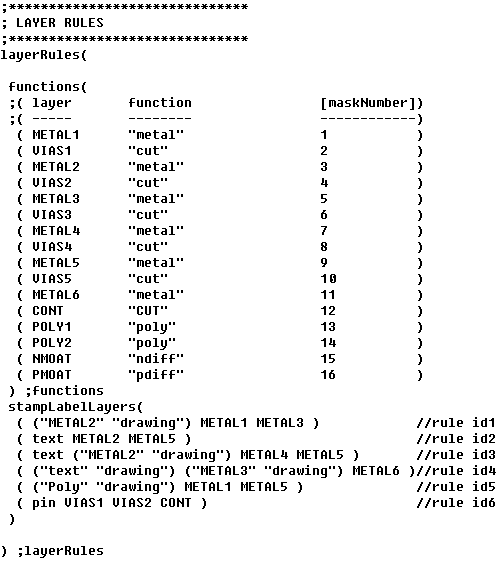 ;*****************************
; LAYER RULES
;*****************************
layerRules(
functions(
;( layer function [maskNumber])
;( ----- -------- ------------)
( METAL1 "metal" 1 )
( VIAS1 "cut" 2 )
( METAL2 "metal" 3 )
( VIAS2 "cut" 4 )
( METAL3 "metal" 5 )
( VIAS3 "cut" 6 )
( METAL4 "metal" 7 )
( VIAS4 "cut" 8 )
( METAL5 "metal" 9 )
( VIAS5 "cut" 10 )
( METAL6 "metal" 11 )
( CONT "CUT" 12 )
( POLY1 "poly" 13 )
( POLY2 "poly" 14 )
( NMOAT "ndiff" 15 )
( PMOAT "pdiff" 16 )
) ;functions
stampLabelLayers(
( ("METAL2" "drawing") METAL1 METAL3 ) //rule id1
( text METAL2 METAL5 ) //rule id2
( text ("METAL2" "drawing") METAL4 METAL5 ) //rule id3
( ("text" "drawing") ("METAL3" "drawing") METAL6 )//rule id4
( ("Poly" "drawing") METAL1 METAL5 ) //rule id5
( pin VIAS1 VIAS2 CONT ) //rule id6
)
) ;layerRules